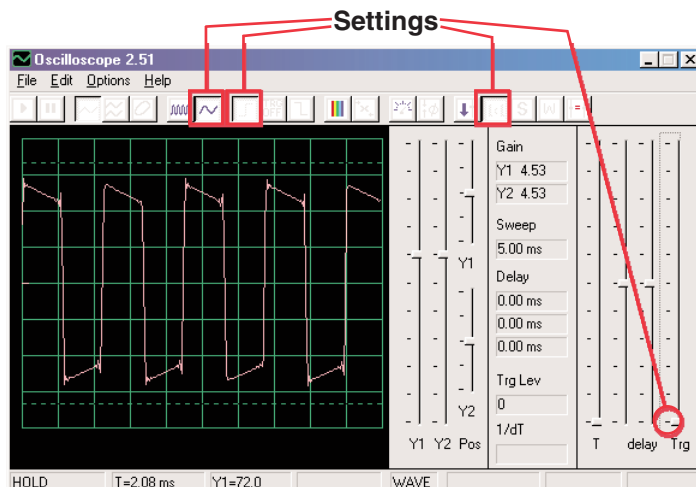 Settings
Oscilloscope 2.51
File Edit Options Help
Gain
Y1 4.53
Y2 4.53
Sweep
5.00 ms
Delay
0.00 ms
0.00 ms
0.00 ms
Trg Lev
0
1/dT
Y1
Y2
Y1 Y2 Pos
T delay Trg
HOLD T=2.08 ms Y1=72.0 WAVE